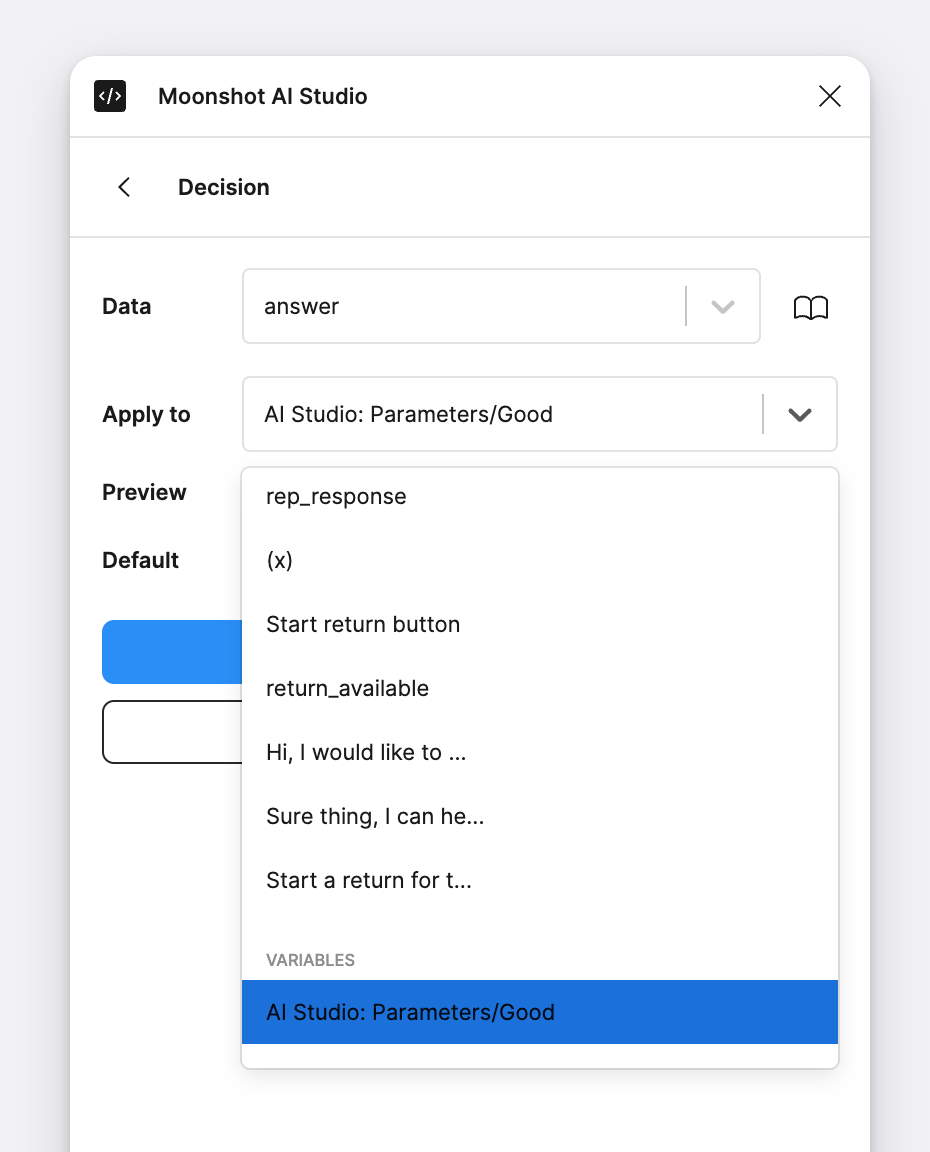 </> Moonshot AI Studio
Decision
Data
answer
Apply to
AI Studio: Parameters/Good
Preview
Default
rep_response
(x)
Start return button
return_available
Hi, I would like to ...
Sure thing, I can he...
Start a return for t...
VARIABLES
AI Studio: Parameters/Good